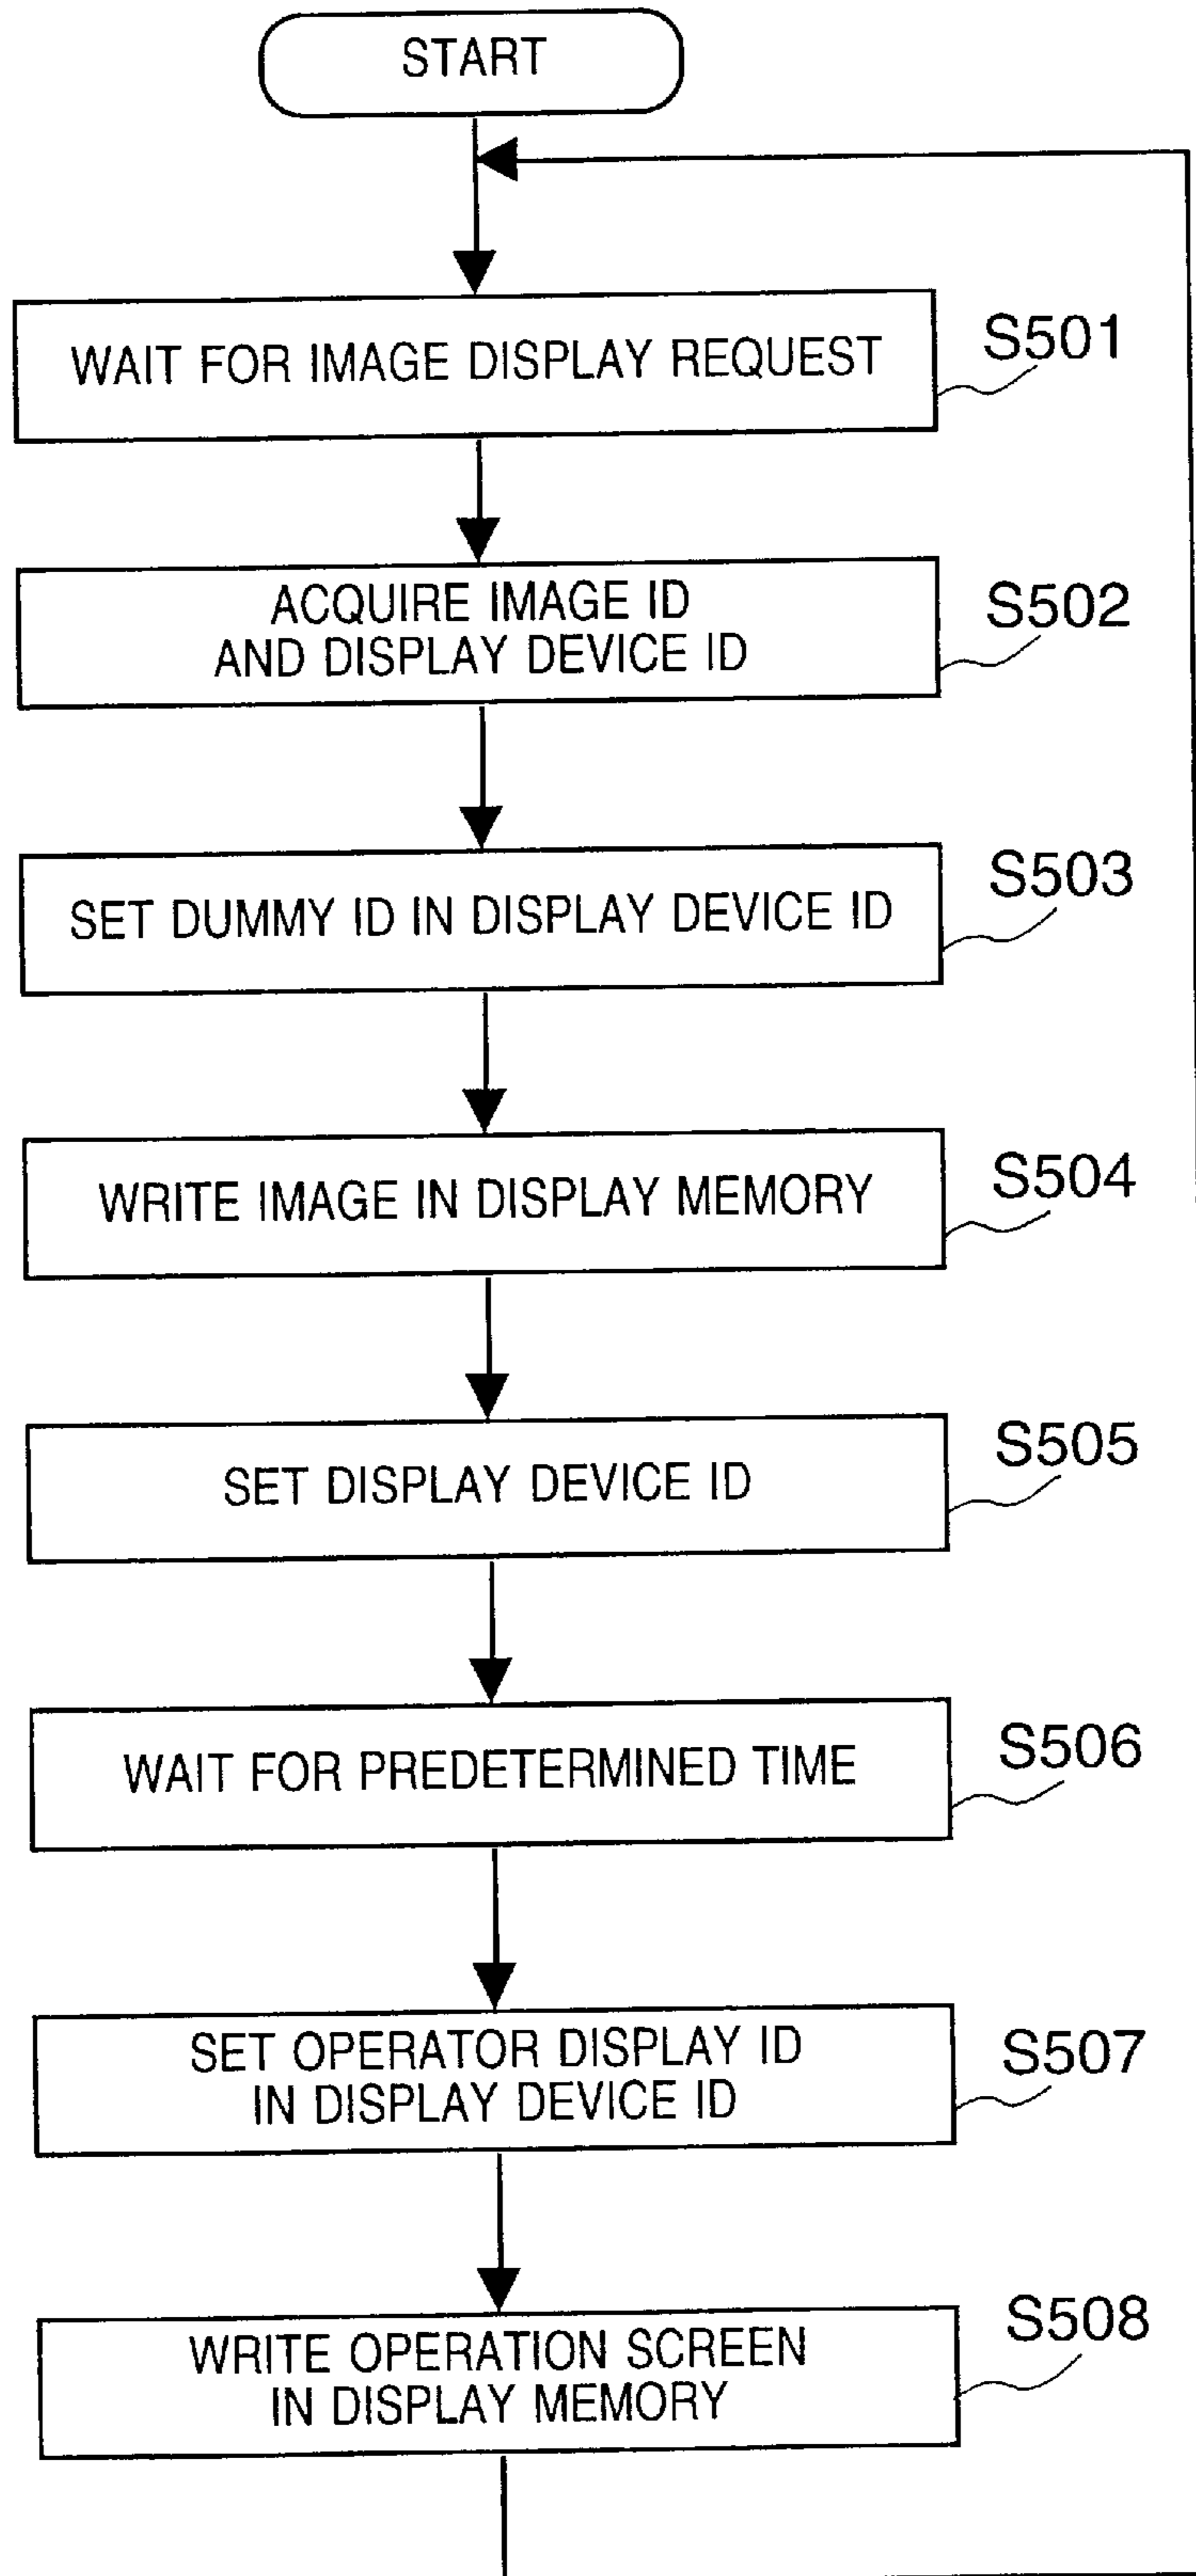 START
WAIT FOR IMAGE DISPLAY REQUEST
S501
ACQUIRE IMAGE ID
AND DISPLAY DEVICE ID
S502
SET DUMMY ID IN DISPLAY DEVICE ID
S503
WRITE IMAGE IN DISPLAY MEMORY
S504
SET DISPLAY DEVICE ID
S505
WAIT FOR PREDETERMINED TIME
S506
SET OPERATOR DISPLAY ID
IN DISPLAY DEVICE ID
S507
WRITE OPERATION SCREEN
IN DISPLAY MEMORY
S508